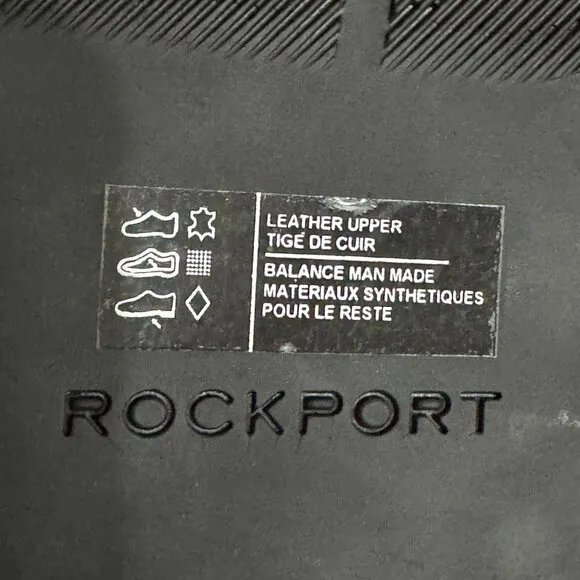 LEATHER UPPER
TIGE DE CUIR
BALANCE MAN MADE
MATERIAUX SYNTHETIQUES
POUR LE RESTE
ROCKPORT